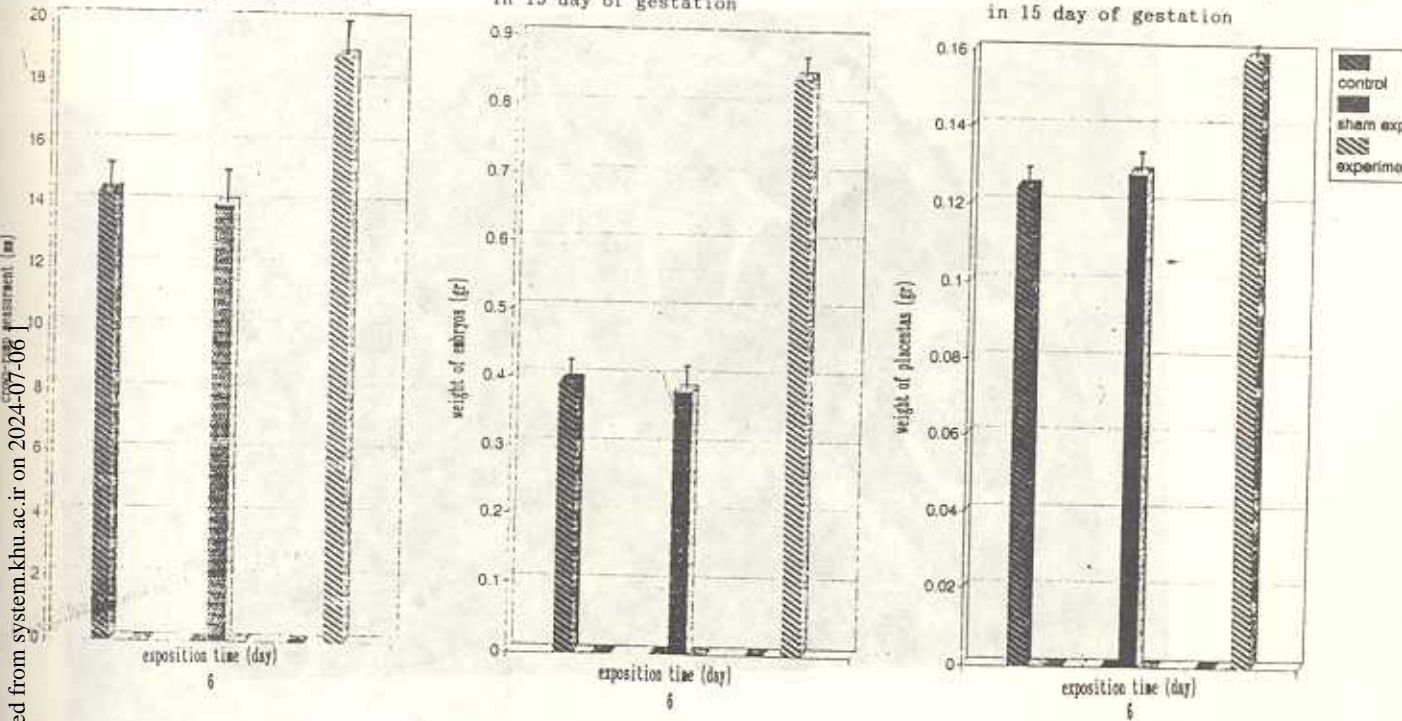 in 15 day of gestation
in 15 day of gestation
20
18
16
14
12
10
8
6
4
2
0
measurment (mm)
exposition time (day)
6
0.9
0.8
0.7
0.6
0.5
0.4
0.3
0.2
0.1
0
weight of embryos (gr)
exposition time (day)
6
0.16
0.14
0.12
0.1
0.08
0.06
0.04
0.02
0
weight of placentas (gr)
exposition time (day)
6
control
sham exp
experime
ed from system.khu.ac.ir on 2024-07-06 ]